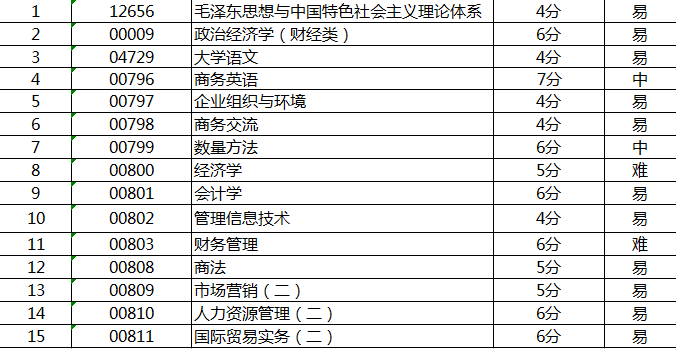 1 12656 毛泽东思想与中国特色社会主义理论体系 4分 易
2 00009 政治经济学（财经类） 6分 易
3 04729 大学语文 4分 易
4 00796 商务英语 7分 中
5 00797 企业组织与环境 4分 易
6 00798 商务交流 4分 易
7 00799 数量方法 6分 中
8 00800 经济学 5分 难
9 00801 会计学 6分 易
10 00802 管理信息技术 4分 易
11 00803 财务管理 6分 难
12 00808 商法 5分 易
13 00809 市场营销（二） 5分 易
14 00810 人力资源管理（二） 6分 易
15 00811 国际贸易实务（二） 6分 易